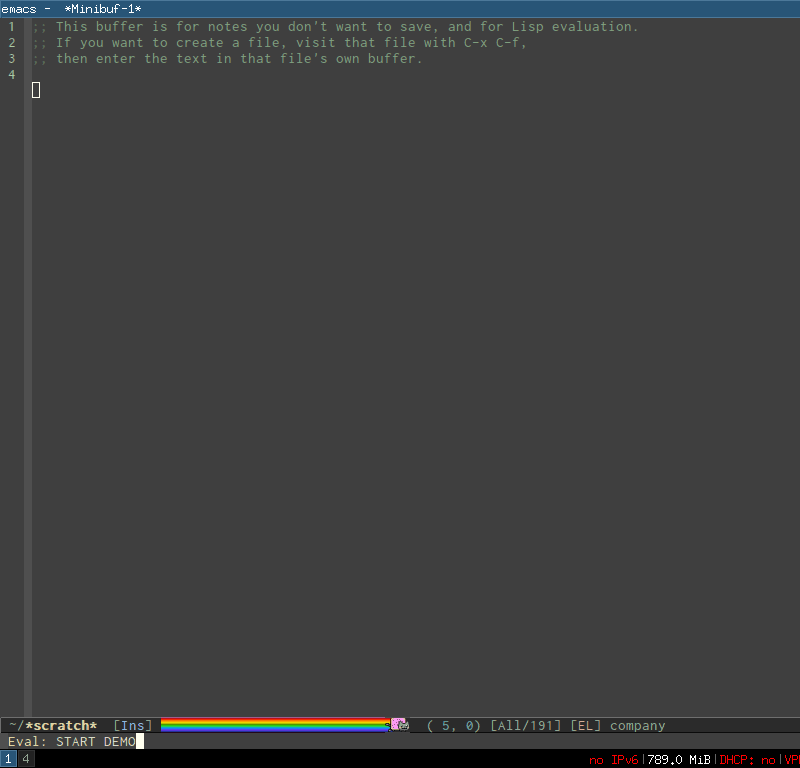 emacs - *Minibuf-1*
1 ;; This buffer is for notes you don't want to save, and for Lisp evaluation.
2 ;; If you want to create a file, visit that file with C-x C-f,
3 ;; then enter the text in that file's own buffer.
4
~/*scratch* [Ins] ( 5, 0) [All/191] [EL] company
Eval: START DEMO
1 4 no IPv6|789.0 MiB|DHCP: no|VP